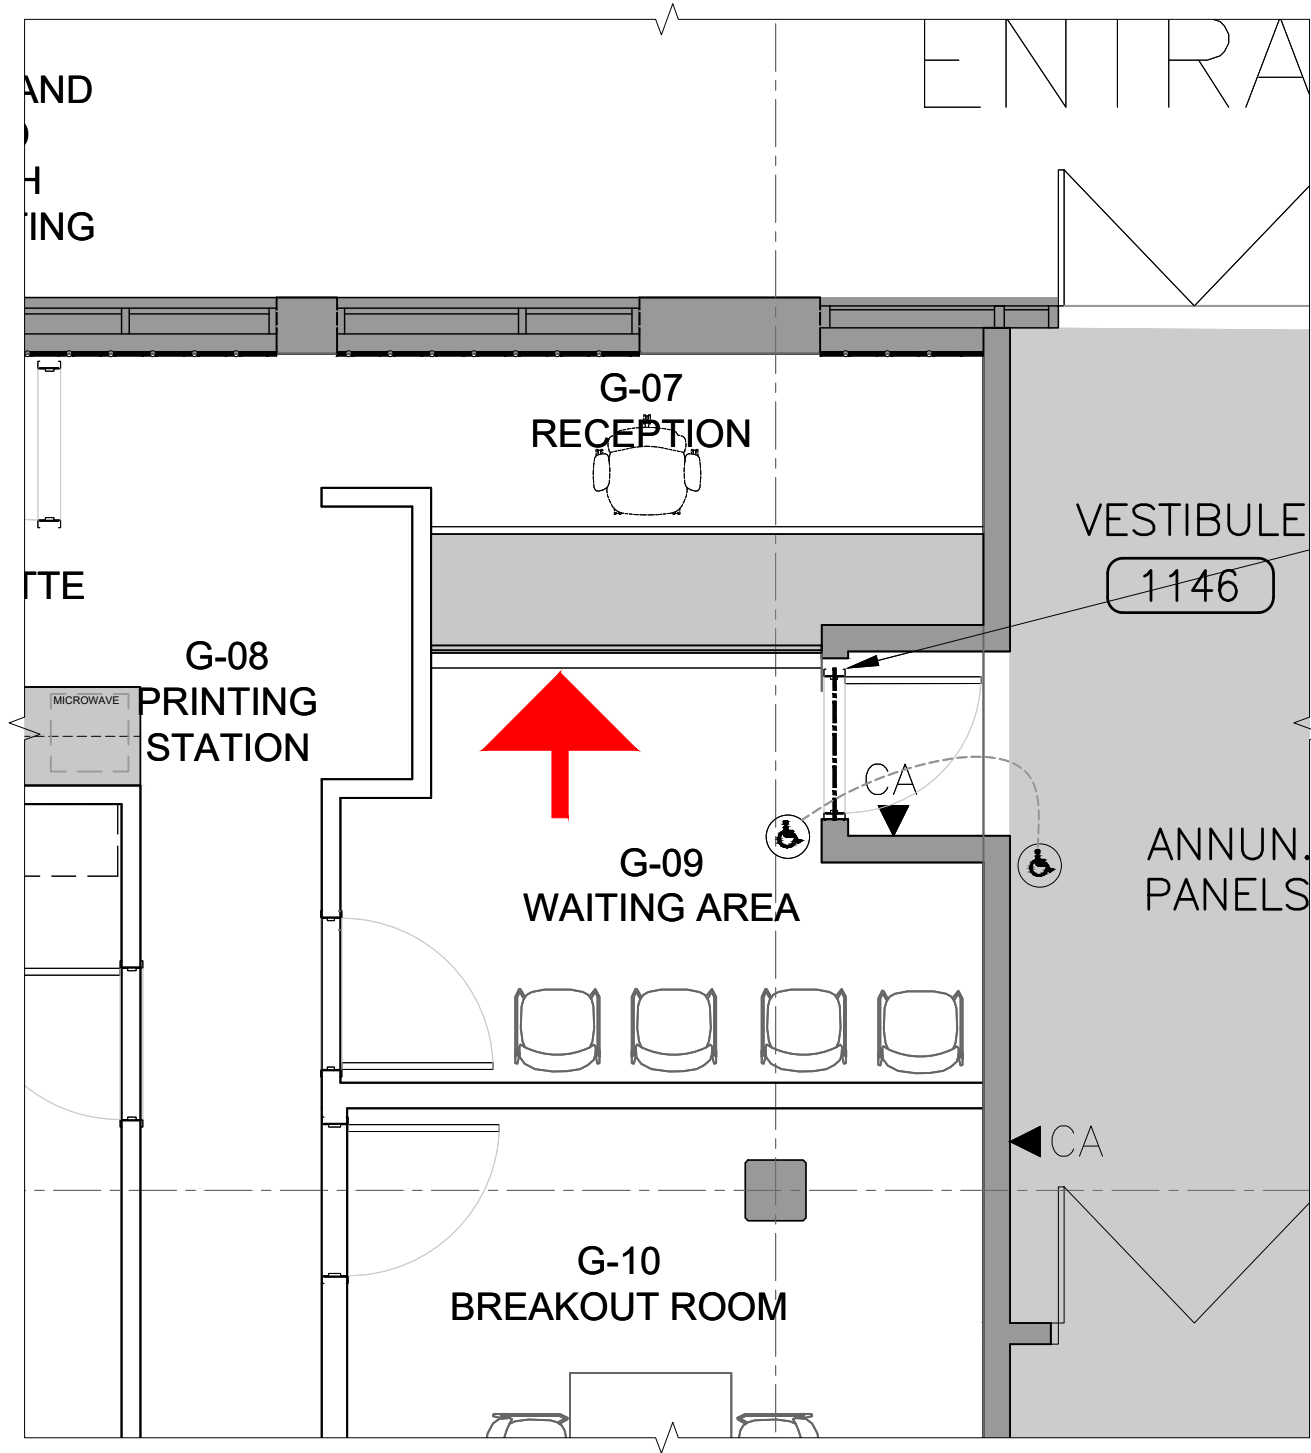 ENTRA
AND
H
TING
G-07
RECEPTION
VESTIBULE
1146
TTE
G-08
PRINTING
STATION
MICROWAVE
CA
G-09
WAITING AREA
ANNUN.
PANELS
CA
G-10
BREAKOUT ROOM